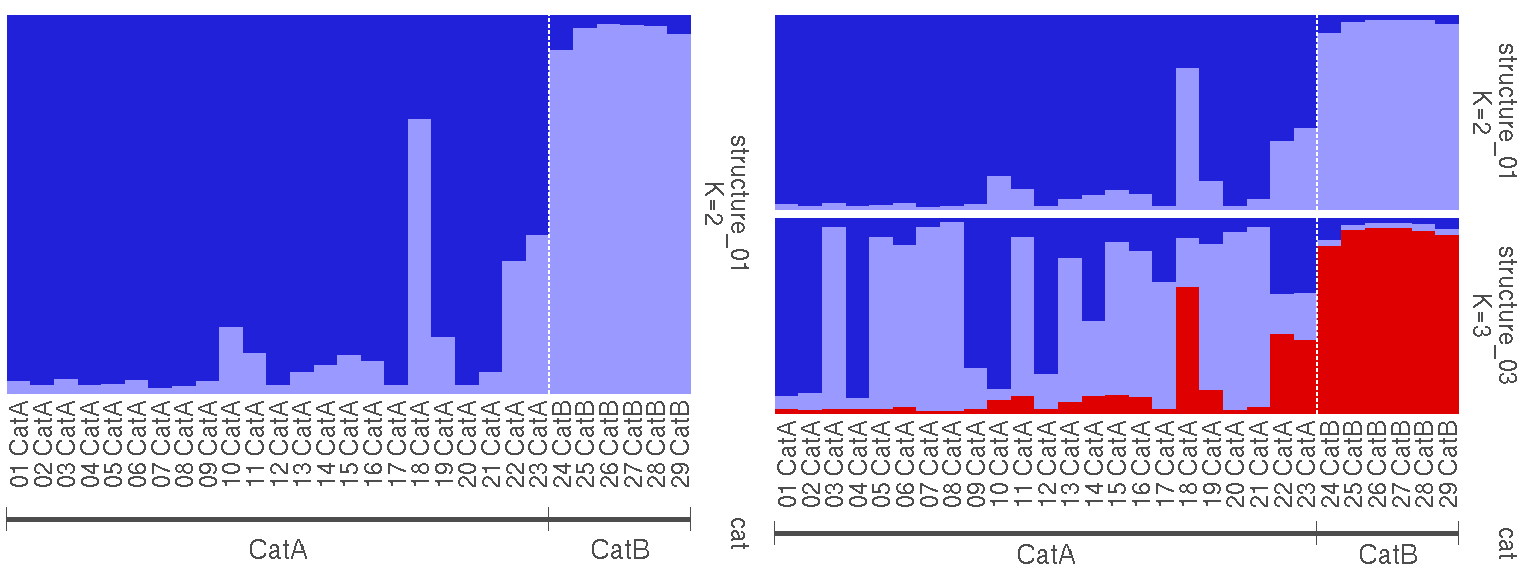 structure_01
K=2
01 CatA
02 CatA
03 CatA
04 CatA
05 CatA
06 CatA
07 CatA
08 CatA
09 CatA
10 CatA
11 CatA
12 CatA
13 CatA
14 CatA
15 CatA
16 CatA
17 CatA
18 CatA
19 CatA
20 CatA
21 CatA
22 CatA
23 CatA
24 CatB
25 CatB
26 CatB
27 CatB
28 CatB
29 CatB
cat
CatA
CatB
structure_01
K=2
structure_03
K=3
01 CatA
02 CatA
03 CatA
04 CatA
05 CatA
06 CatA
07 CatA
08 CatA
09 CatA
10 CatA
11 CatA
12 CatA
13 CatA
14 CatA
15 CatA
16 CatA
17 CatA
18 CatA
19 CatA
20 CatA
21 CatA
22 CatA
23 CatA
24 CatB
25 CatB
26 CatB
27 CatB
28 CatB
29 CatB
cat
CatA
CatB